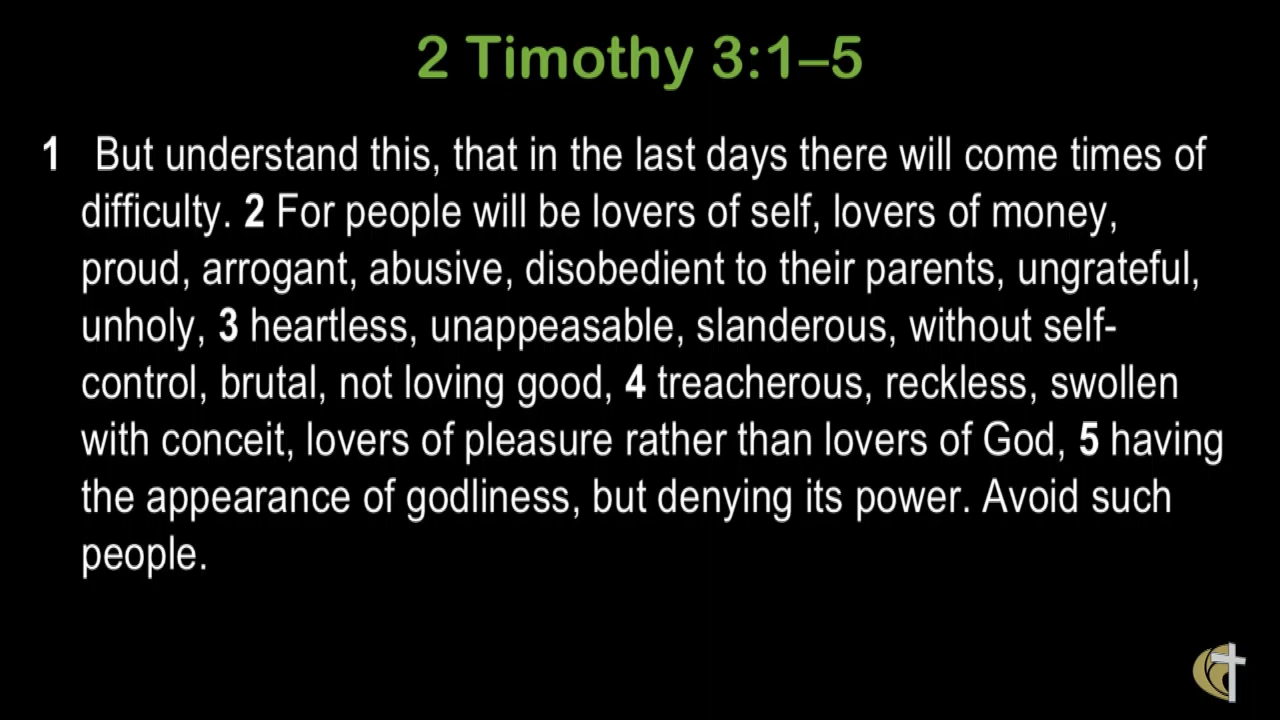 2 Timothy 3:1–5
1 But understand this, that in the last days there will come times of
difficulty. 2 For people will be lovers of self, lovers of money,
proud, arrogant, abusive, disobedient to their parents, ungrateful,
unholy, 3 heartless, unappeasable, slanderous, without self-
control, brutal, not loving good, 4 treacherous, reckless, swollen
with conceit, lovers of pleasure rather than lovers of God, 5 having
the appearance of godliness, but denying its power. Avoid such
people.